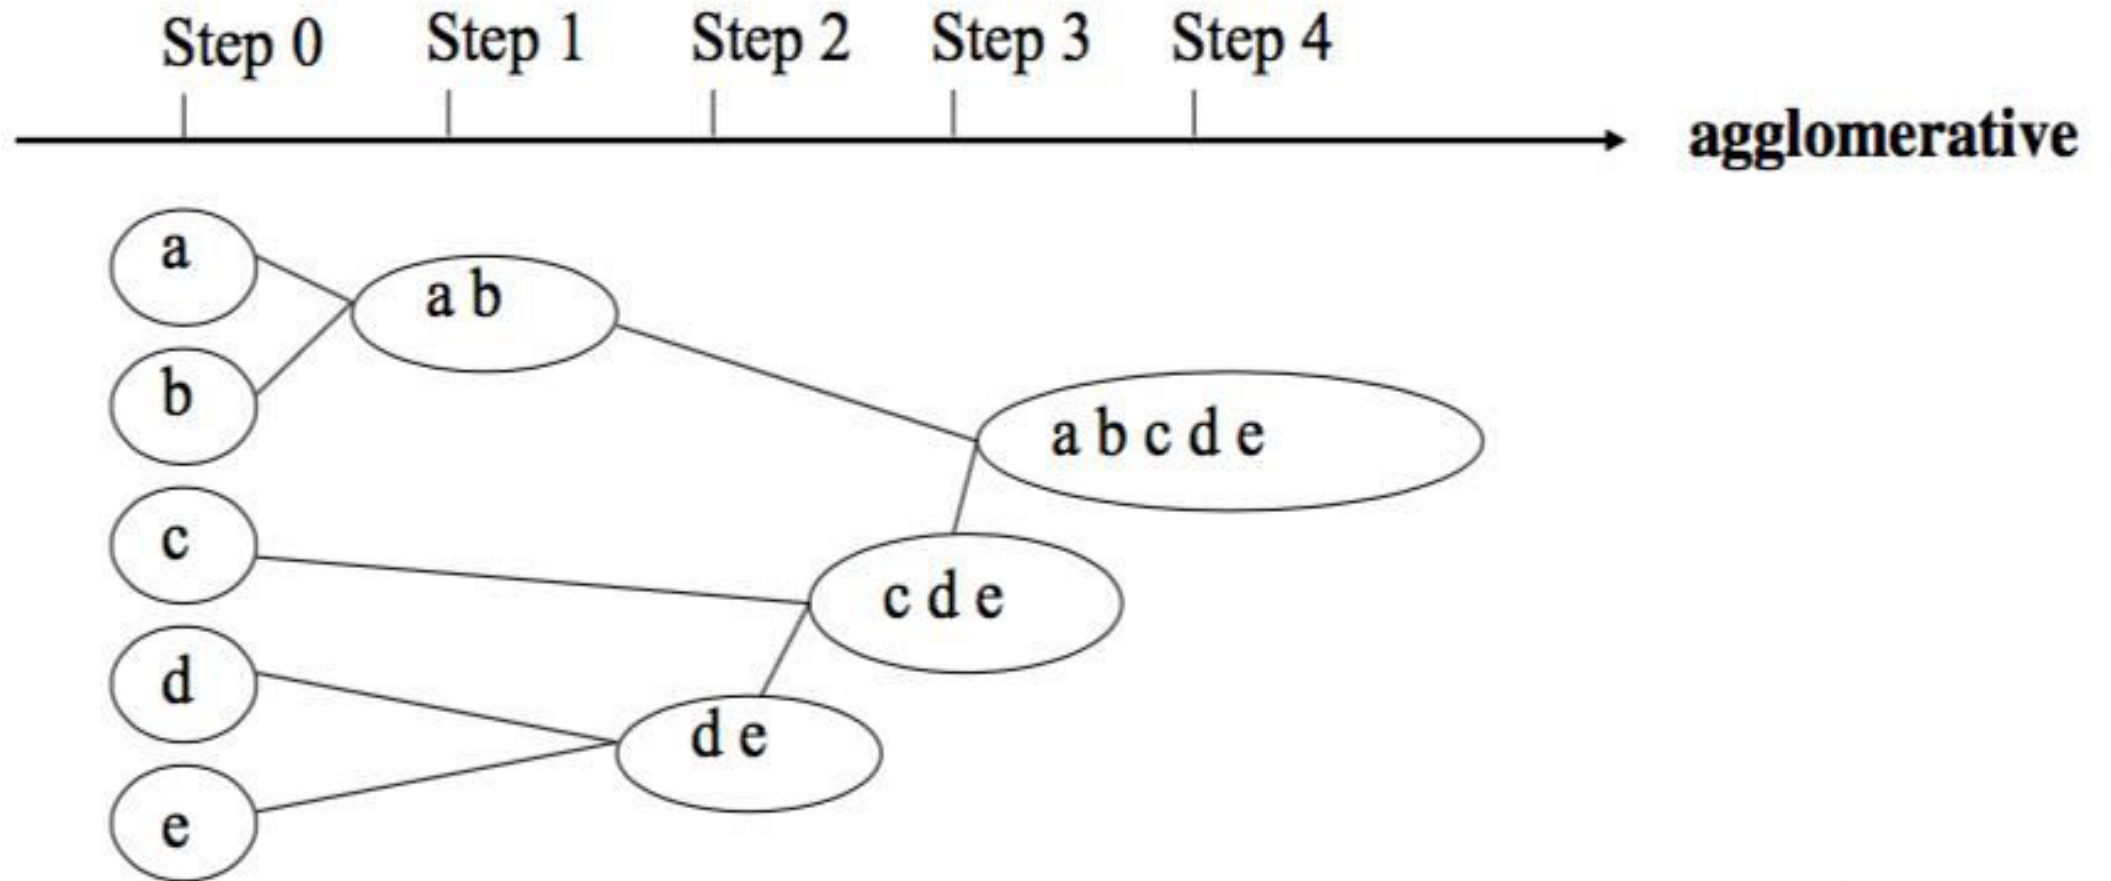 Step 0 Step 1 Step 2 Step 3 Step 4
agglomerative
a
a b
b
a b c d e
c
c d e
d
d e
e